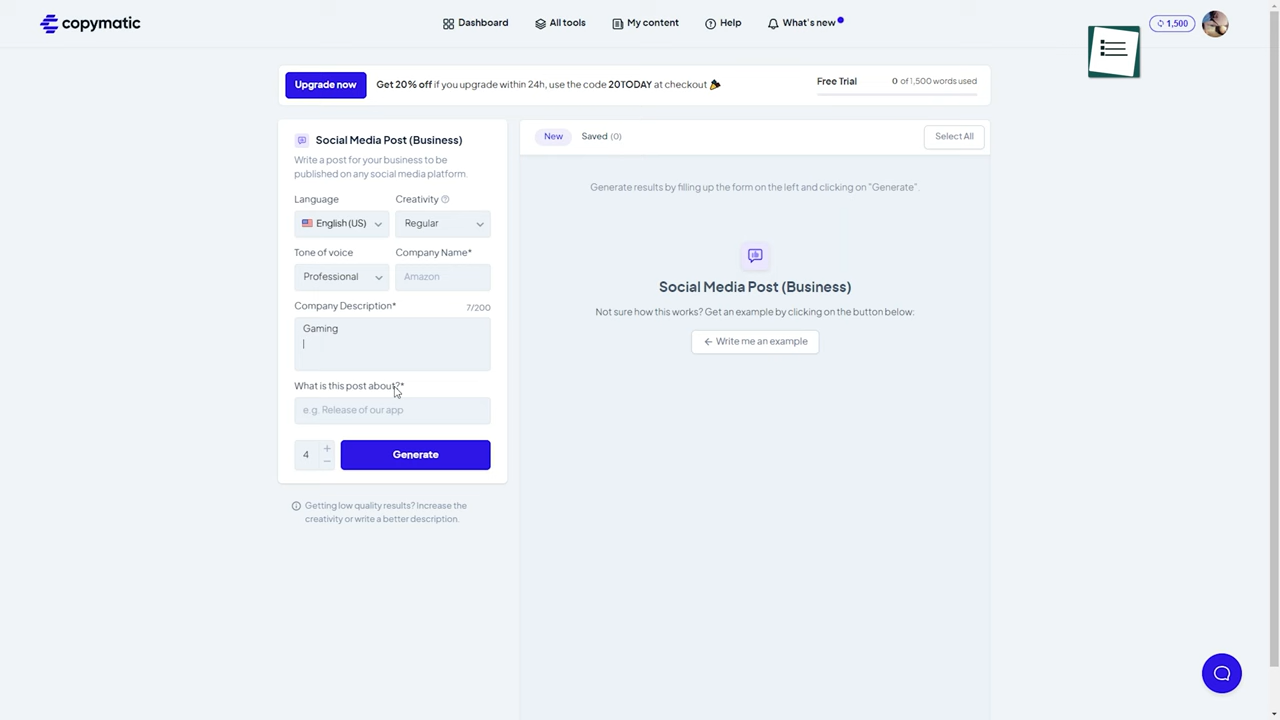 copymatic
Dashboard
All tools
My content
Help
What's new
1,500
Upgrade now
Get 20% off if you upgrade within 24h, use the code 20TODAY at checkout
Free Trial
0 of 1,500 words used
Social Media Post (Business)
Write a post for your business to be
published on any social media platform.
Language
Creativity
English (US)
Regular
Tone of voice
Company Name*
Professional
Amazon
Company Description*
7/200
Gaming
What is this post about?*
e.g. Release of our app
4
Generate
Getting low quality results? Increase the
creativity or write a better description.
New
Saved (0)
Select All
Generate results by filling up the form on the left and clicking on "Generate".
Social Media Post (Business)
Not sure how this works? Get an example by clicking on the button below:
Write me an example